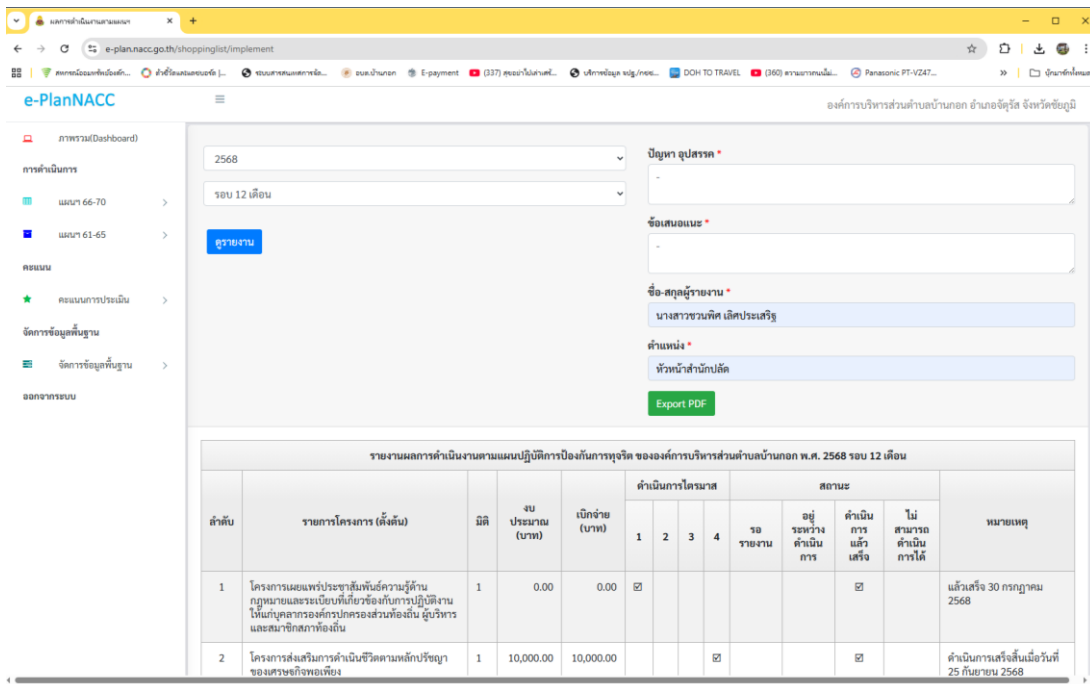 ผลการดำเนินงานตามแผนฯ
e-plan.nacc.go.th/shoppinglist/implement
E-payment
DOH TO TRAVEL
Panasonic PT-VZ47...
e-PlanNACC
องค์การบริหารส่วนตำบลบ้านกอก อำเภอจัตุรัส จังหวัดชัยภูมิ
ภาพรวม(Dashboard)
การดำเนินการ
แผนฯ 66-70
แผนฯ 61-65
คะแนน
คะแนนการประเมิน
จัดการข้อมูลพื้นฐาน
จัดการข้อมูลพื้นฐาน
ออกจากระบบ
2568
รอบ 12 เดือน
ดูรายงาน
ปัญหา อุปสรรค *
-
ข้อเสนอแนะ *
-
ชื่อ-สกุลผู้รายงาน *
นางสาวชวนพิศ เลิศประเสริฐ
ตำแหน่ง *
หัวหน้าสำนักปลัด
Export PDF
รายงานผลการดำเนินงานตามแผนปฏิบัติการป้องกันการทุจริต ขององค์การบริหารส่วนตำบลบ้านกอก พ.ศ. 2568 รอบ 12 เดือน
ลำดับ
รายการโครงการ (ตั้งต้น)
มิติ
งบ
ประมาณ
(บาท)
เบิกจ่าย
(บาท)
ดำเนินการไตรมาส
1 2 3 4
สถานะ
รอ
รายงาน
อยู่
ระหว่าง
ดำเนิน
การ
ดำเนิน
การ
แล้ว
เสร็จ
ไม่
สามารถ
ดำเนิน
การได้
หมายเหตุ
1
โครงการเผยแพร่ประชาสัมพันธ์ความรู้ด้าน
กฎหมายและระเบียบที่เกี่ยวข้องกับการปฏิบัติงาน
ให้แก่บุคลากรองค์กรปกครองส่วนท้องถิ่น ผู้บริหาร
และสมาชิกสภาท้องถิ่น
1 0.00 0.00 ☑ ☑
แล้วเสร็จ 30 กรกฎาคม
2568
2
โครงการส่งเสริมการดำเนินชีวิตตามหลักปรัชญา
ของเศรษฐกิจพอเพียง
1 10,000.00 10,000.00 ☑ ☑
ดำเนินการเสร็จสิ้นเมื่อวันที่
25 กันยายน 2568